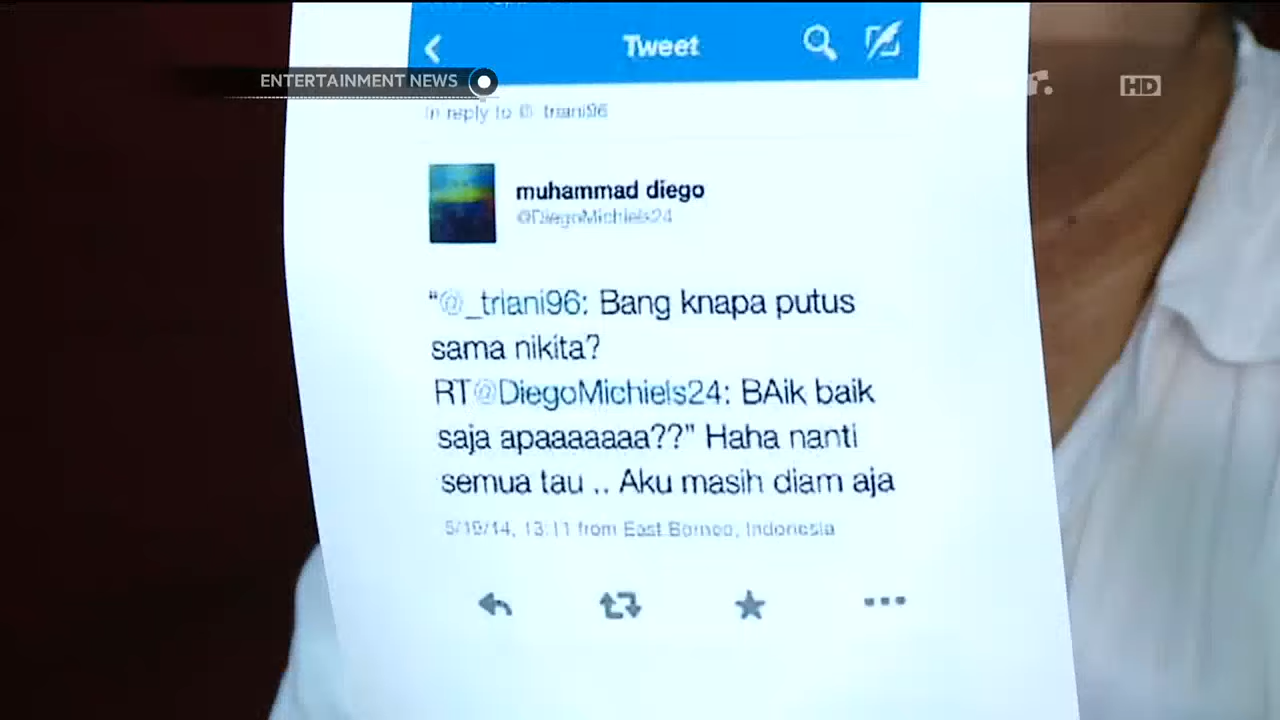 Tweet
ENTERTAINMENT NEWS
HD
In reply to @_triani96
muhammad diego
@DiegoMichiels24
“@_triani96: Bang knapa putus
sama nikita?
RT@DiegoMichiels24: BAik baik
saja apaaaaaaa??” Haha nanti
semua tau .. Aku masih diam aja
5/19/14, 13:11 from East Borneo, Indonesia